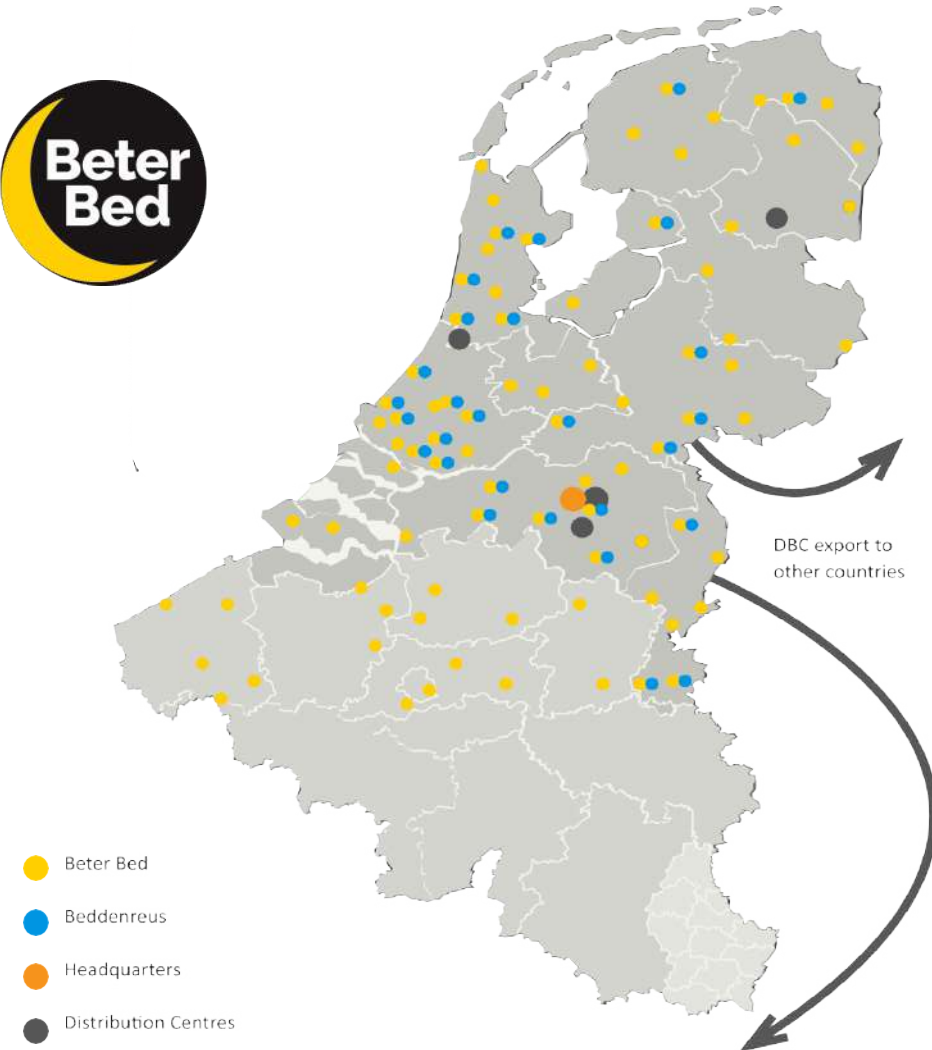 Beter
Bed
DBC export to
other countries
Beter Bed
Beddenreus
Headquarters
Distribution Centres